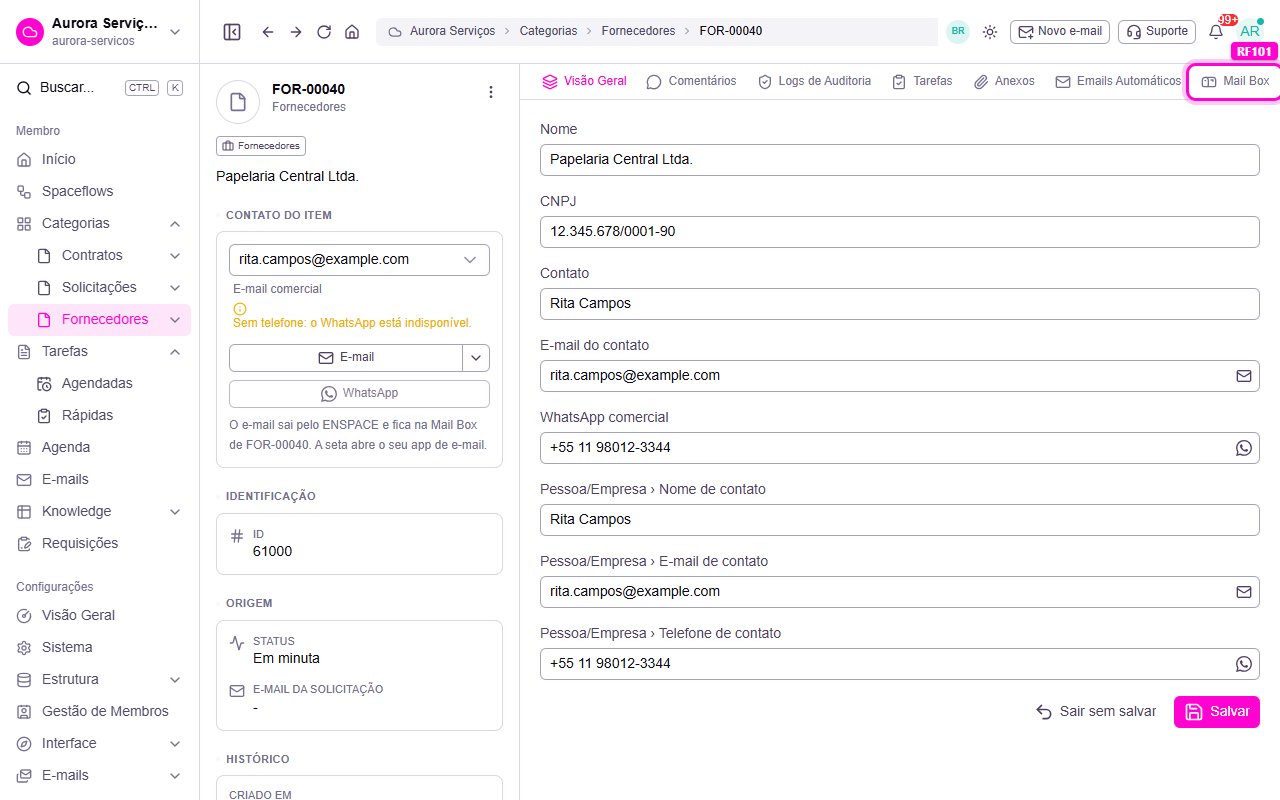 Aurora Serviç...
aurora-servicos
Aurora Serviços > Categorias > Fornecedores > FOR-00040
BR
Novo e-mail
Suporte
99+
AR
RF101
Buscar...
CTRL
K
Membro
Início
Spaceflows
Categorias
Contratos
Solicitações
Fornecedores
Tarefas
Agendadas
Rápidas
Agenda
E-mails
Knowledge
Requisições
Configurações
Visão Geral
Sistema
Estrutura
Gestão de Membros
Interface
E-mails
FOR-00040
Fornecedores
Fornecedores
Papelaria Central Ltda.
CONTATO DO ITEM
rita.campos@example.com
E-mail comercial
Sem telefone: o WhatsApp está indisponível.
E-mail
WhatsApp
O e-mail sai pelo ENSPACE e fica na Mail Box
de FOR-00040. A seta abre o seu app de e-mail.
IDENTIFICAÇÃO
ID
61000
ORIGEM
STATUS
Em minuta
E-MAIL DA SOLICITAÇÃO
-
HISTÓRICO
CRIADO EM
Visão Geral
Comentários
Logs de Auditoria
Tarefas
Anexos
Emails Automáticos
Mail Box
Nome
Papelaria Central Ltda.
CNPJ
12.345.678/0001-90
Contato
Rita Campos
E-mail do contato
rita.campos@example.com
WhatsApp comercial
+55 11 98012-3344
Pessoa/Empresa › Nome de contato
Rita Campos
Pessoa/Empresa › E-mail de contato
rita.campos@example.com
Pessoa/Empresa › Telefone de contato
+55 11 98012-3344
Sair sem salvar
Salvar